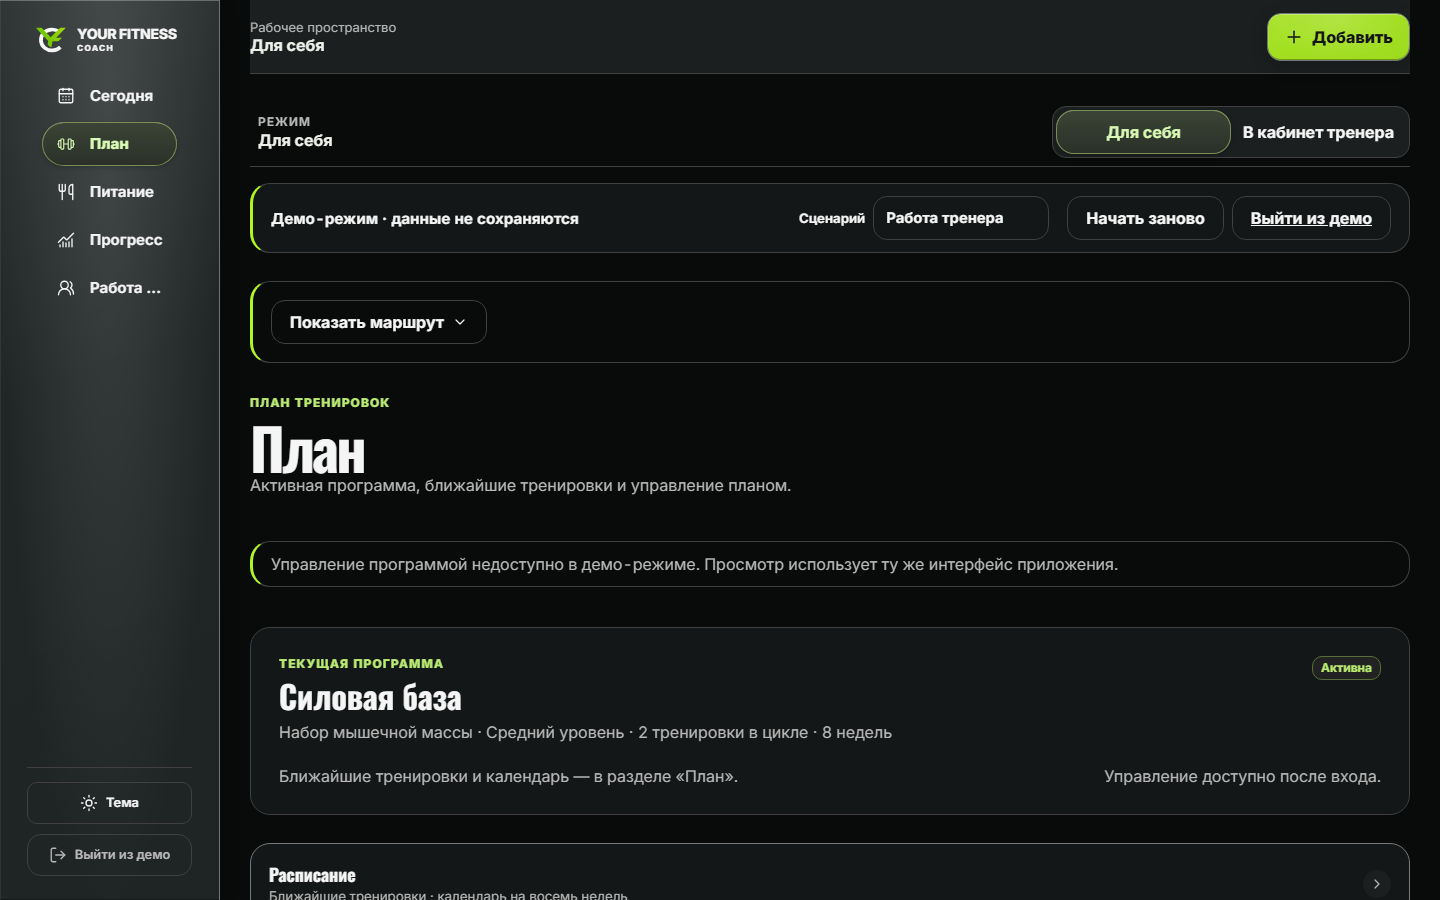 YOUR FITNESS
COACH
Сегодня
План
Питание
Прогресс
Работа ...
Тема
Выйти из демо
Рабочее пространство
Для себя
Добавить
РЕЖИМ
Для себя
Для себя
В кабинет тренера
Демо-режим · данные не сохраняются
Сценарий
Работа тренера
Начать заново
Выйти из демо
Показать маршрут
ПЛАН ТРЕНИРОВОК
План
Активная программа, ближайшие тренировки и управление планом.
Управление программой недоступно в демо-режиме. Просмотр использует ту же интерфейс приложения.
ТЕКУЩАЯ ПРОГРАММА
Активна
Силовая база
Набор мышечной массы · Средний уровень · 2 тренировки в цикле · 8 недель
Ближайшие тренировки и календарь — в разделе «План».
Управление доступно после входа.
Расписание
Ближайшие тренировки · календарь на восемь недель